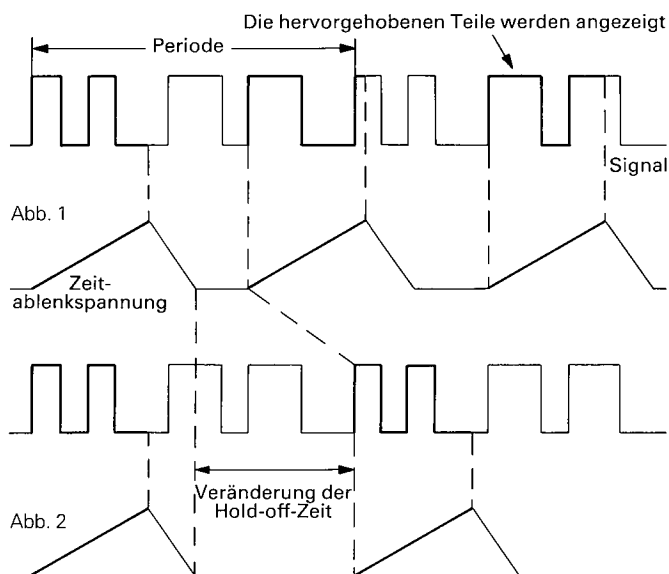 Die hervorgehobenen Teile werden angezeigt
Periode
Signal
Abb. 1
Zeit-
ablenkspannung
Veränderung der
Hold-off-Zeit
Abb. 2